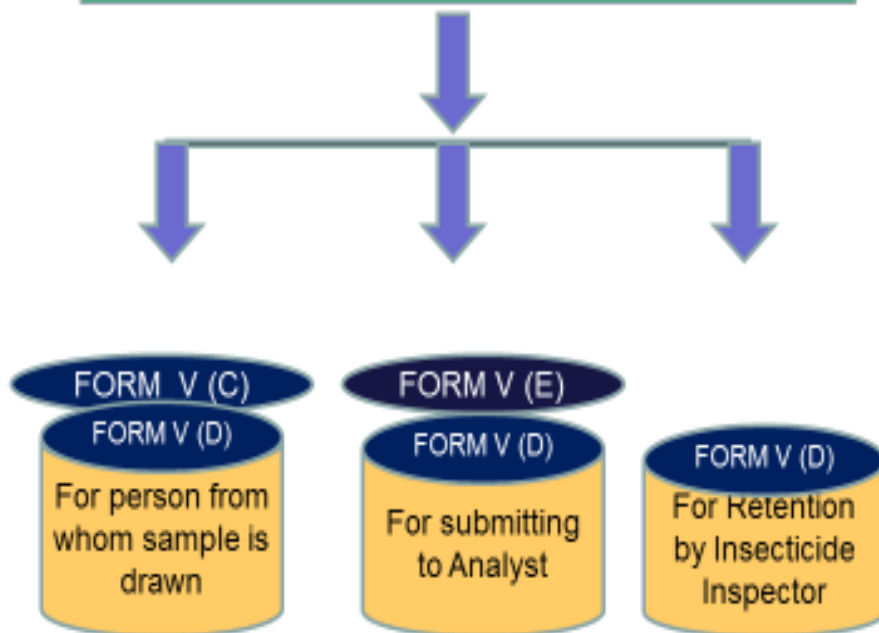 FORM V (C)
FORM V (D)
For person from
whom sample is
drawn
FORM V (E)
FORM V (D)
For submitting
to Analyst
FORM V (D)
For Retention
by Insecticide
Inspector